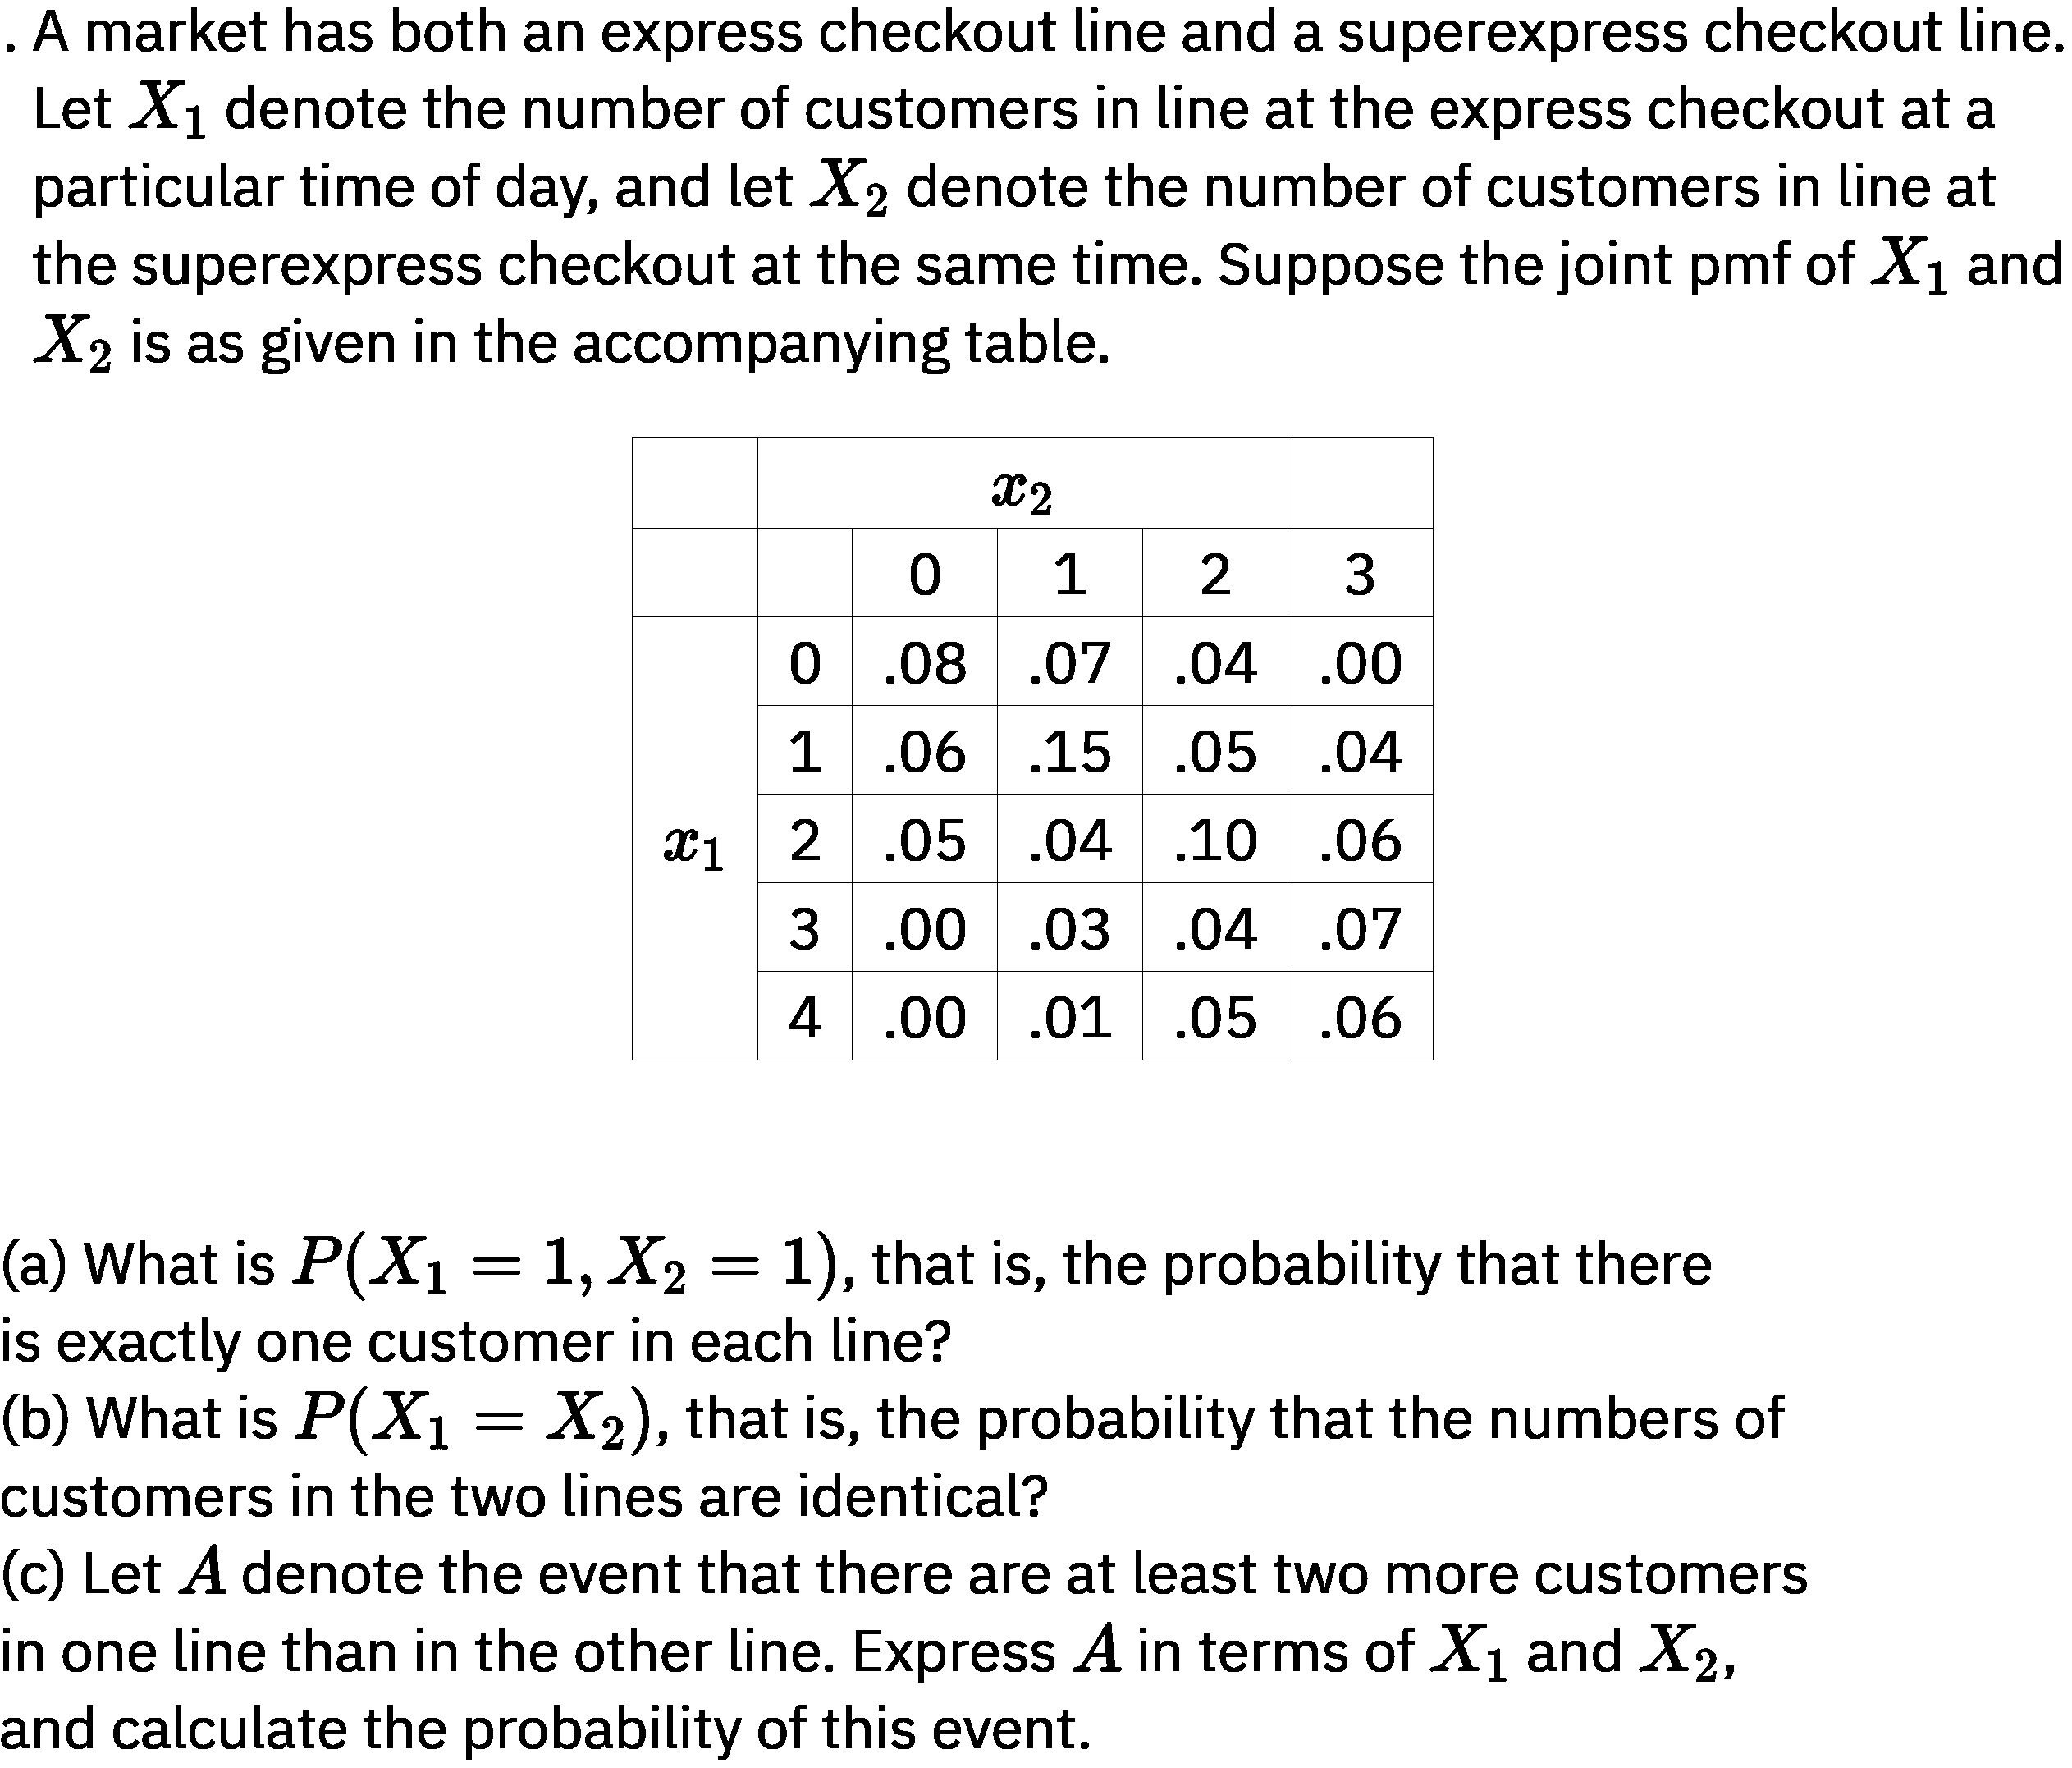 . A market has both an express checkout line and a superexpress checkout line.
Let X₁ denote the number of customers in line at the express checkout at a
particular time of day, and let X₂ denote the number of customers in line at
the superexpress checkout at the same time. Suppose the joint pmf of X₁ and
X₂ is as given in the accompanying table.
x₂
0 1 2 3
0 .08 .07 .04 .00
1 .06 .15 .05 .04
x₁ 2 .05 .04 .10 .06
3 .00 .03 .04 .07
4 .00 .01 .05 .06
(a) What is P(X₁ = 1, X₂ = 1), that is, the probability that there
is exactly one customer in each line?
(b) What is P(X₁ = X₂), that is, the probability that the numbers of
customers in the two lines are identical?
(c) Let A denote the event that there are at least two more customers
in one line than in the other line. Express A in terms of X₁ and X₂,
and calculate the probability of this event.